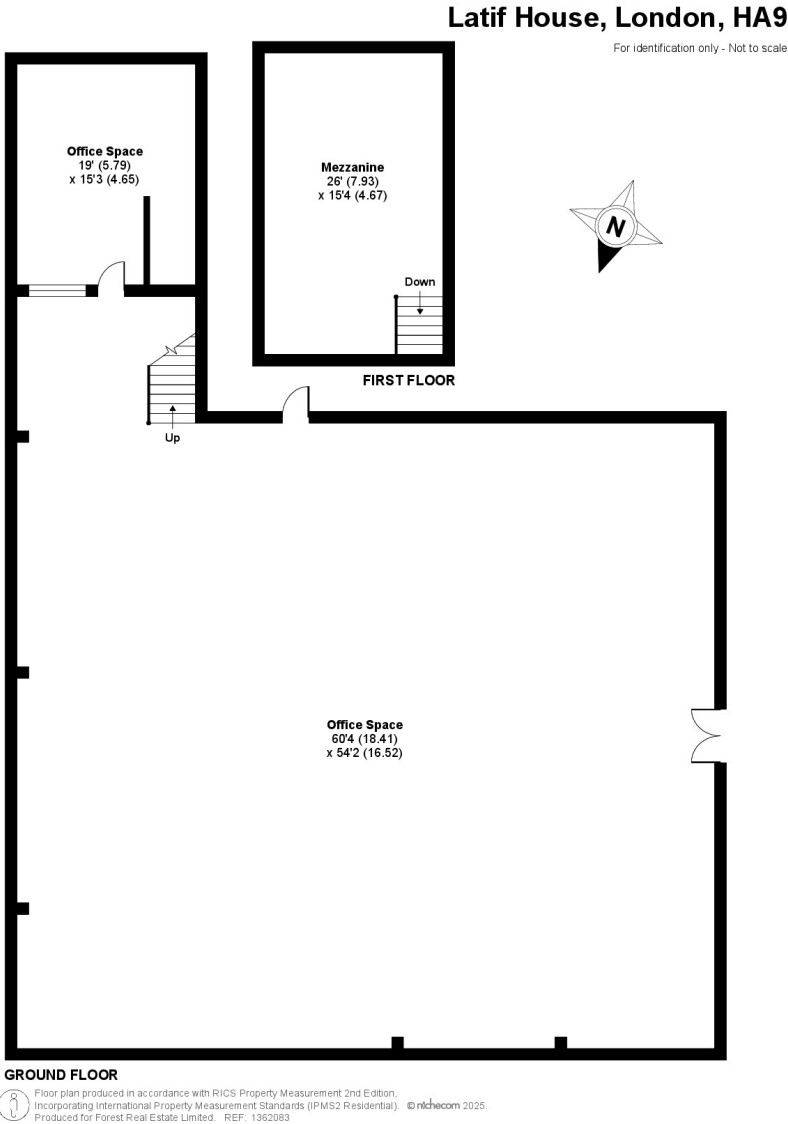 Latif House, London, HA9
For identification only - Not to scale
Office Space
19' (5.79)
x 15'3 (4.65)
Mezzanine
26' (7.93)
x 15'4 (4.67)
N
Down
FIRST FLOOR
Up
Office Space
60'4 (18.41)
x 54'2 (16.52)
GROUND FLOOR
Floor plan produced in accordance with RICS Property Measurement 2nd Edition,
Incorporating International Property Measurement Standards (IPMS2 Residential). © nichecom 2025.
Produced for Forest Real Estate Limited. REF: 1362083